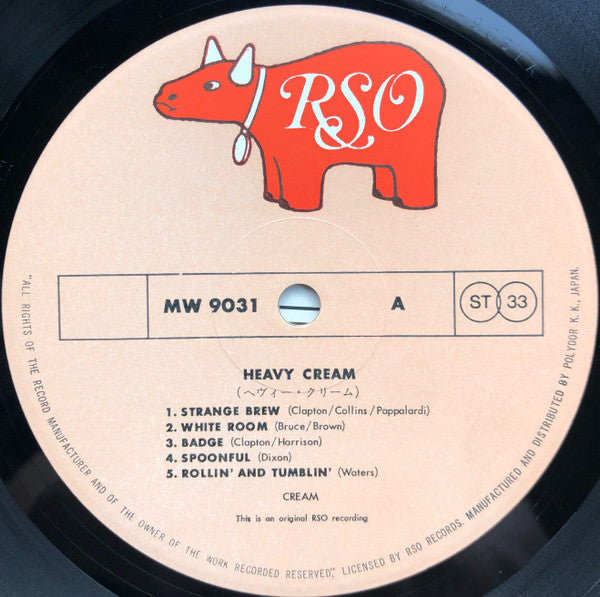 RSO
MW 9031 A ST 33
HEAVY CREAM
(ヘヴィー・クリーム)
1. STRANGE BREW (Clapton/Collins/Pappalardi)
2. WHITE ROOM (Bruce/Brown)
3. BADGE (Clapton/Harrison)
4. SPOONFUL (Dixon)
5. ROLLIN' AND TUMBLIN' (Waters)
CREAM
This is an original RSO recording
"ALL RIGHTS OF THE RECORD MANUFACTURER AND OF THE OWNER OF THE WORK RECORDED RESERVED," LICENSED BY RSO RECORDS. MANUFACTURED AND DISTRIBUTED BY POLYDOR K. K., JAPAN.